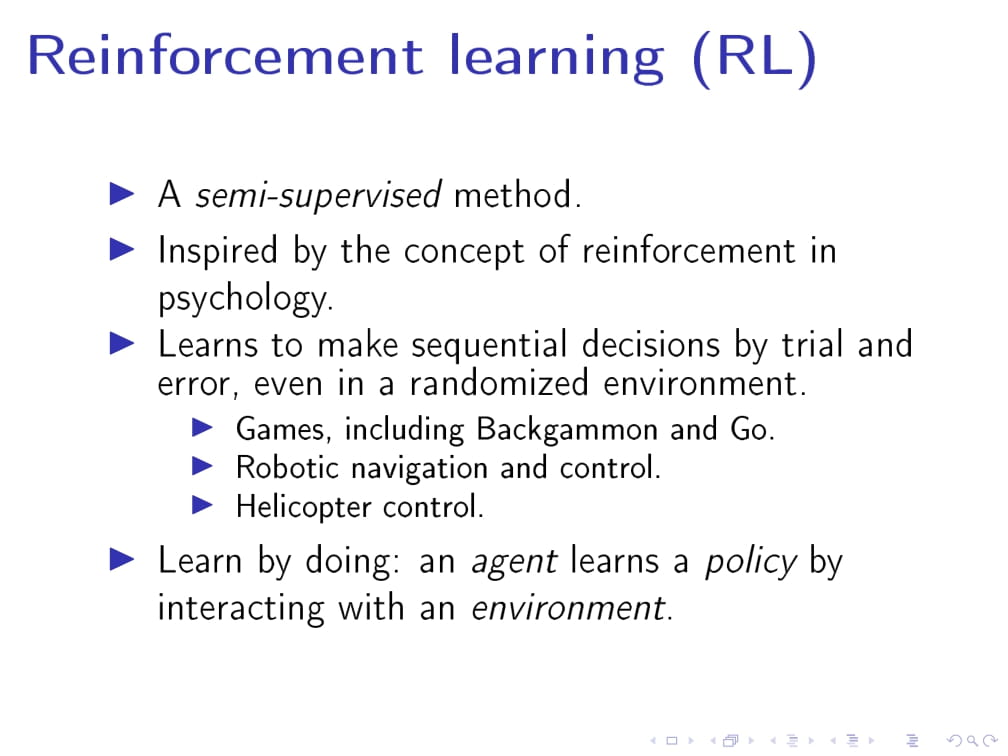 Reinforcement learning (RL)
A semi-supervised method.
Inspired by the concept of reinforcement in
psychology.
Learns to make sequential decisions by trial and
error, even in a randomized environment.
Games, including Backgammon and Go.
Robotic navigation and control.
Helicopter control.
Learn by doing: an agent learns a policy by
interacting with an environment.